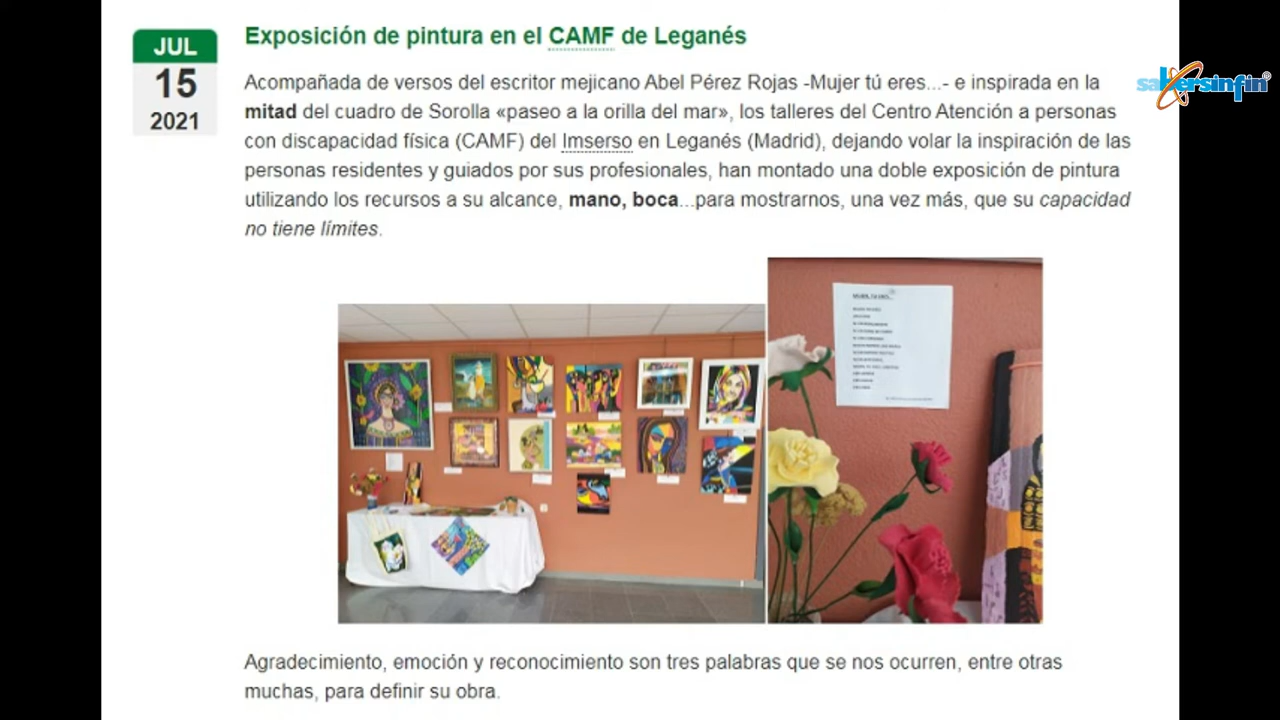 JUL
15
2021
Exposición de pintura en el CAMF de Leganés
Acompañada de versos del escritor mejicano Abel Pérez Rojas -Mujer tú eres...- e inspirada en la
mitad del cuadro de Sorolla «paseo a la orilla del mar», los talleres del Centro Atención a personas
con discapacidad física (CAMF) del Imserso en Leganés (Madrid), dejando volar la inspiración de las
personas residentes y guiados por sus profesionales, han montado una doble exposición de pintura
utilizando los recursos a su alcance, mano, boca...para mostrarnos, una vez más, que su capacidad
no tiene límites.
sabersinfin®
Agradecimiento, emoción y reconocimiento son tres palabras que se nos ocurren, entre otras
muchas, para definir su obra.